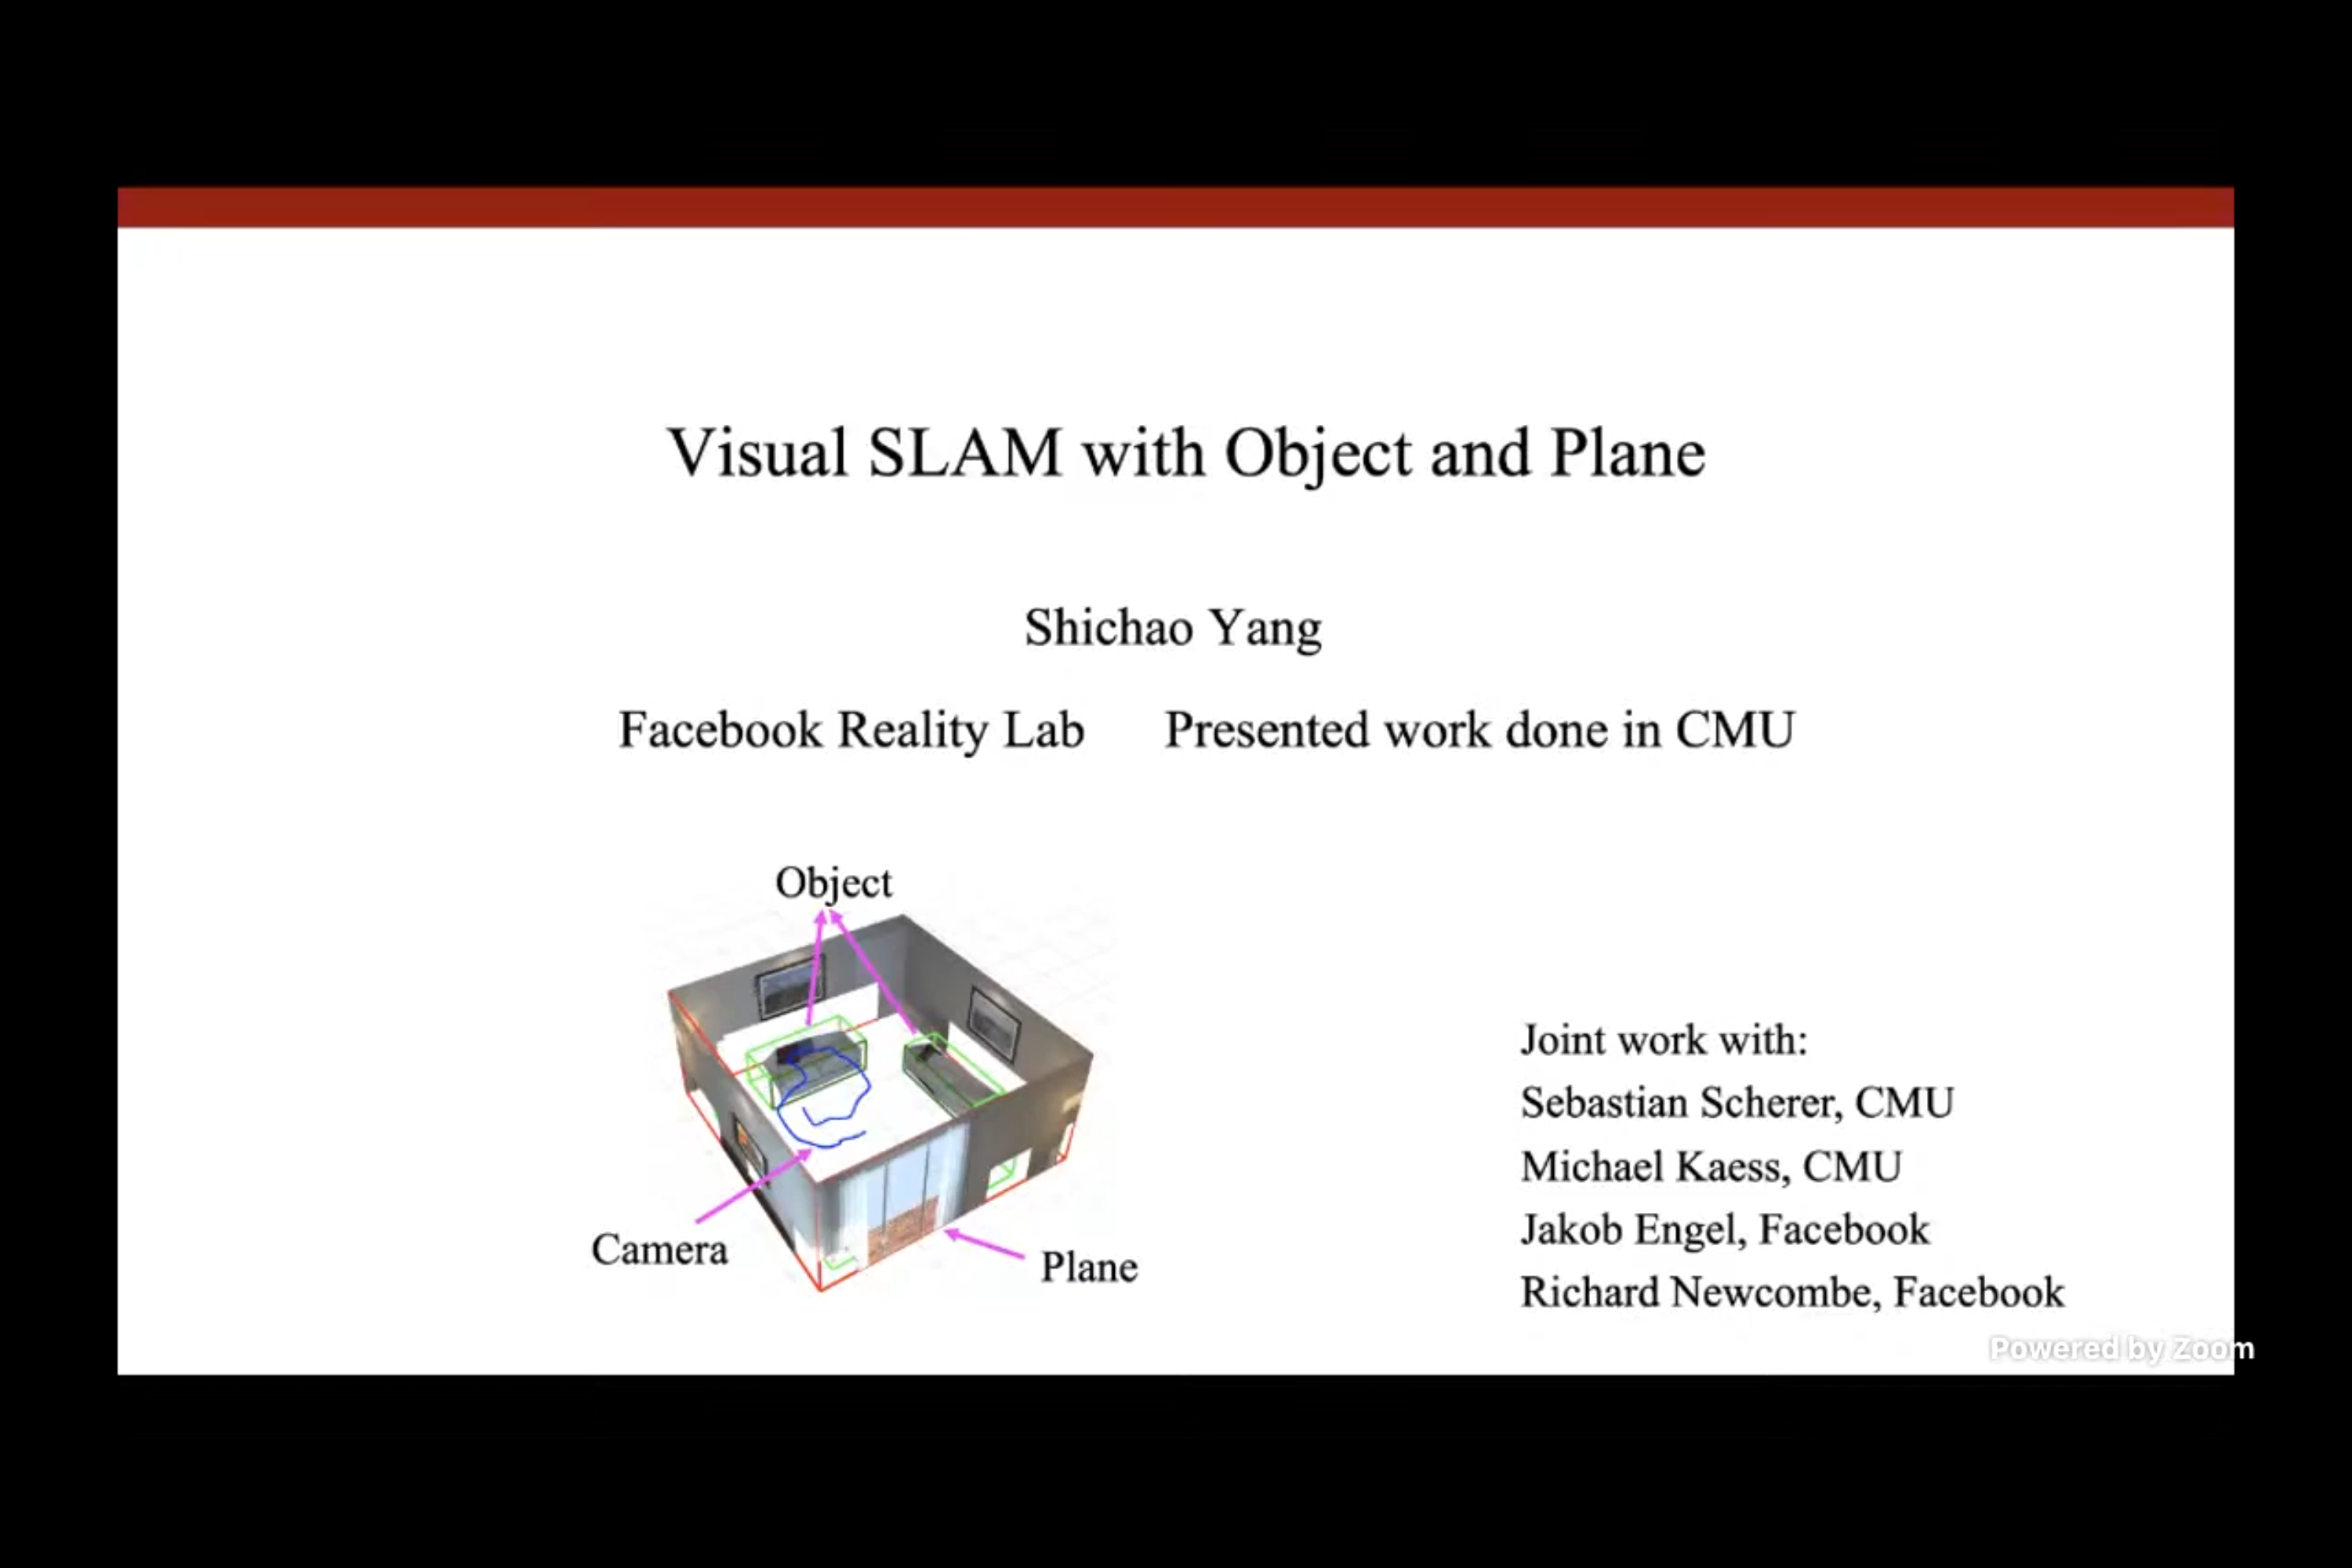 Visual SLAM with Object and Plane
Shichao Yang
Facebook Reality Lab Presented work done in CMU
Object
Camera
Plane
Joint work with:
Sebastian Scherer, CMU
Michael Kaess, CMU
Jakob Engel, Facebook
Richard Newcombe, Facebook
Powered by Zoom